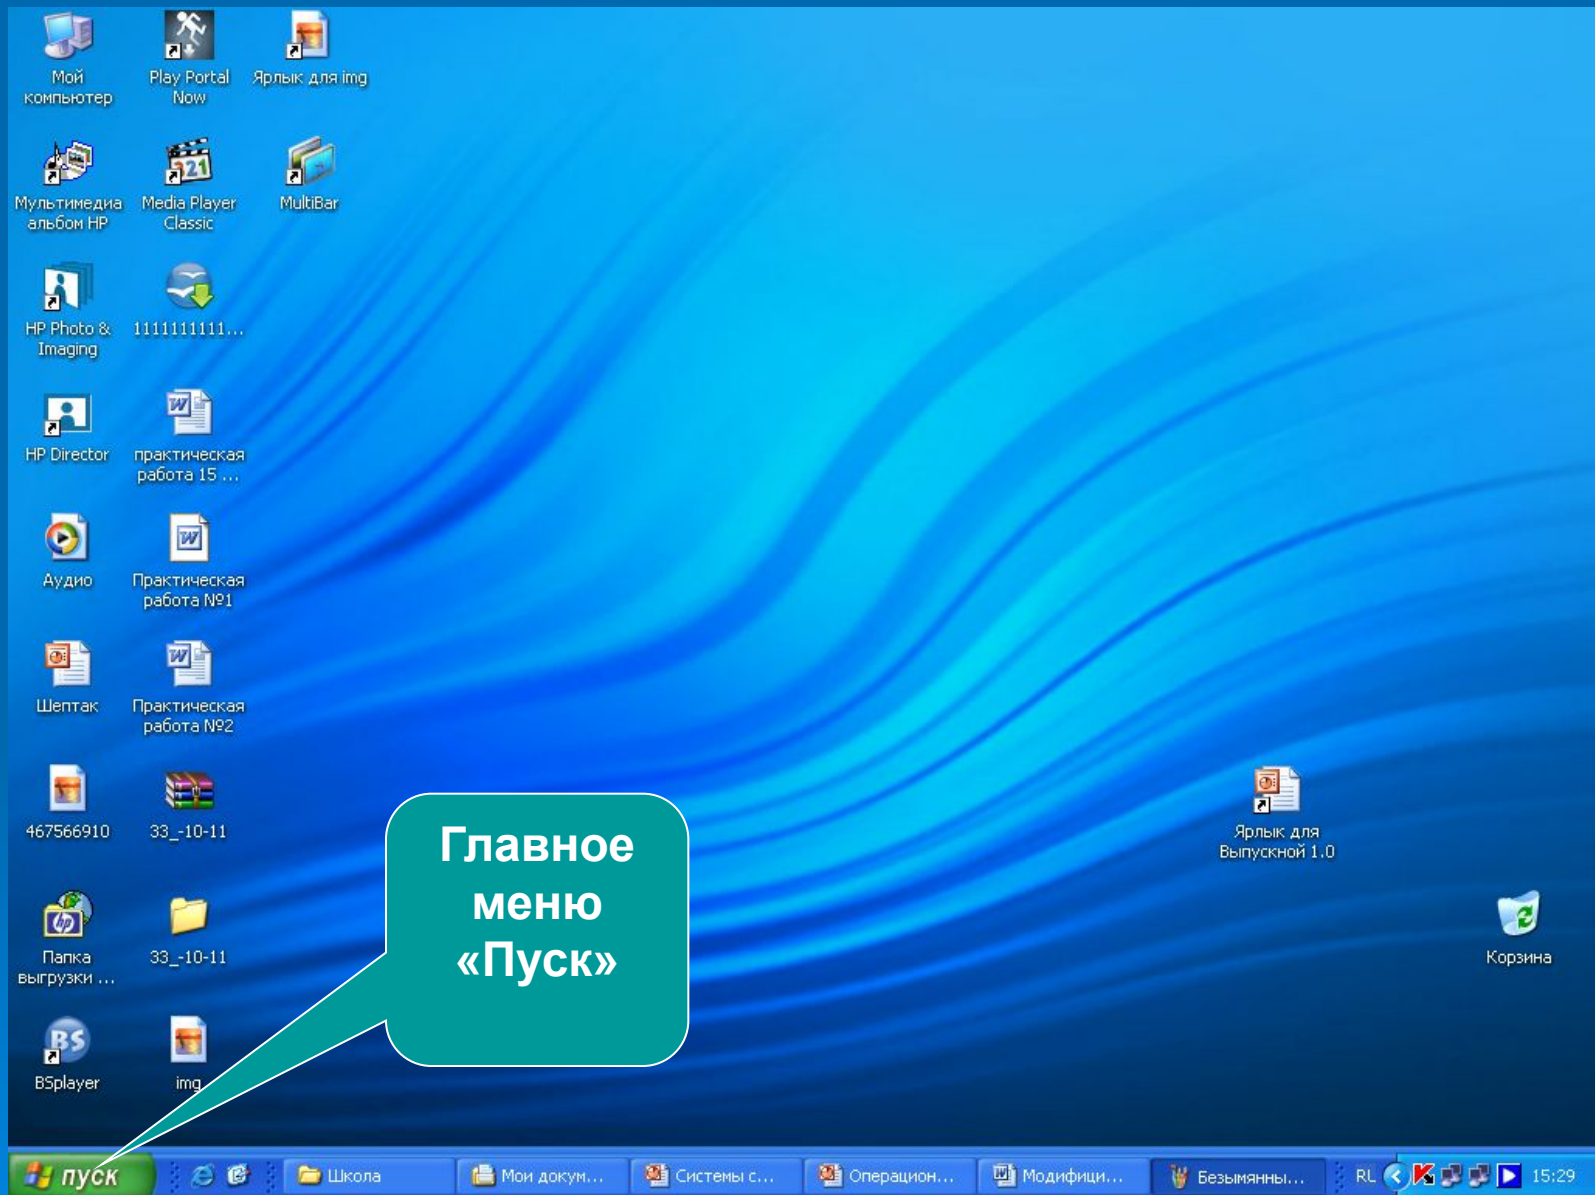 Мой
компьютер
Play Portal
Now
Ярлык для img
Мультимедиа
альбом HP
Media Player
Classic
MultiBar
HP Photo &
Imaging
1111111111...
HP Director
практическая
работа 15 ...
Аудио
Практическая
работа №1
Шептак
Практическая
работа №2
467566910
33_-10-11
Папка
выгрузки ...
33_-10-11
BSplayer
img
Главное
меню
«Пуск»
Ярлык для
Выпускной 1.0
Корзина
пуск
Школа
Мои докум...
Системы с...
Операцион...
Модифици...
Безымянны...
RL
15:29